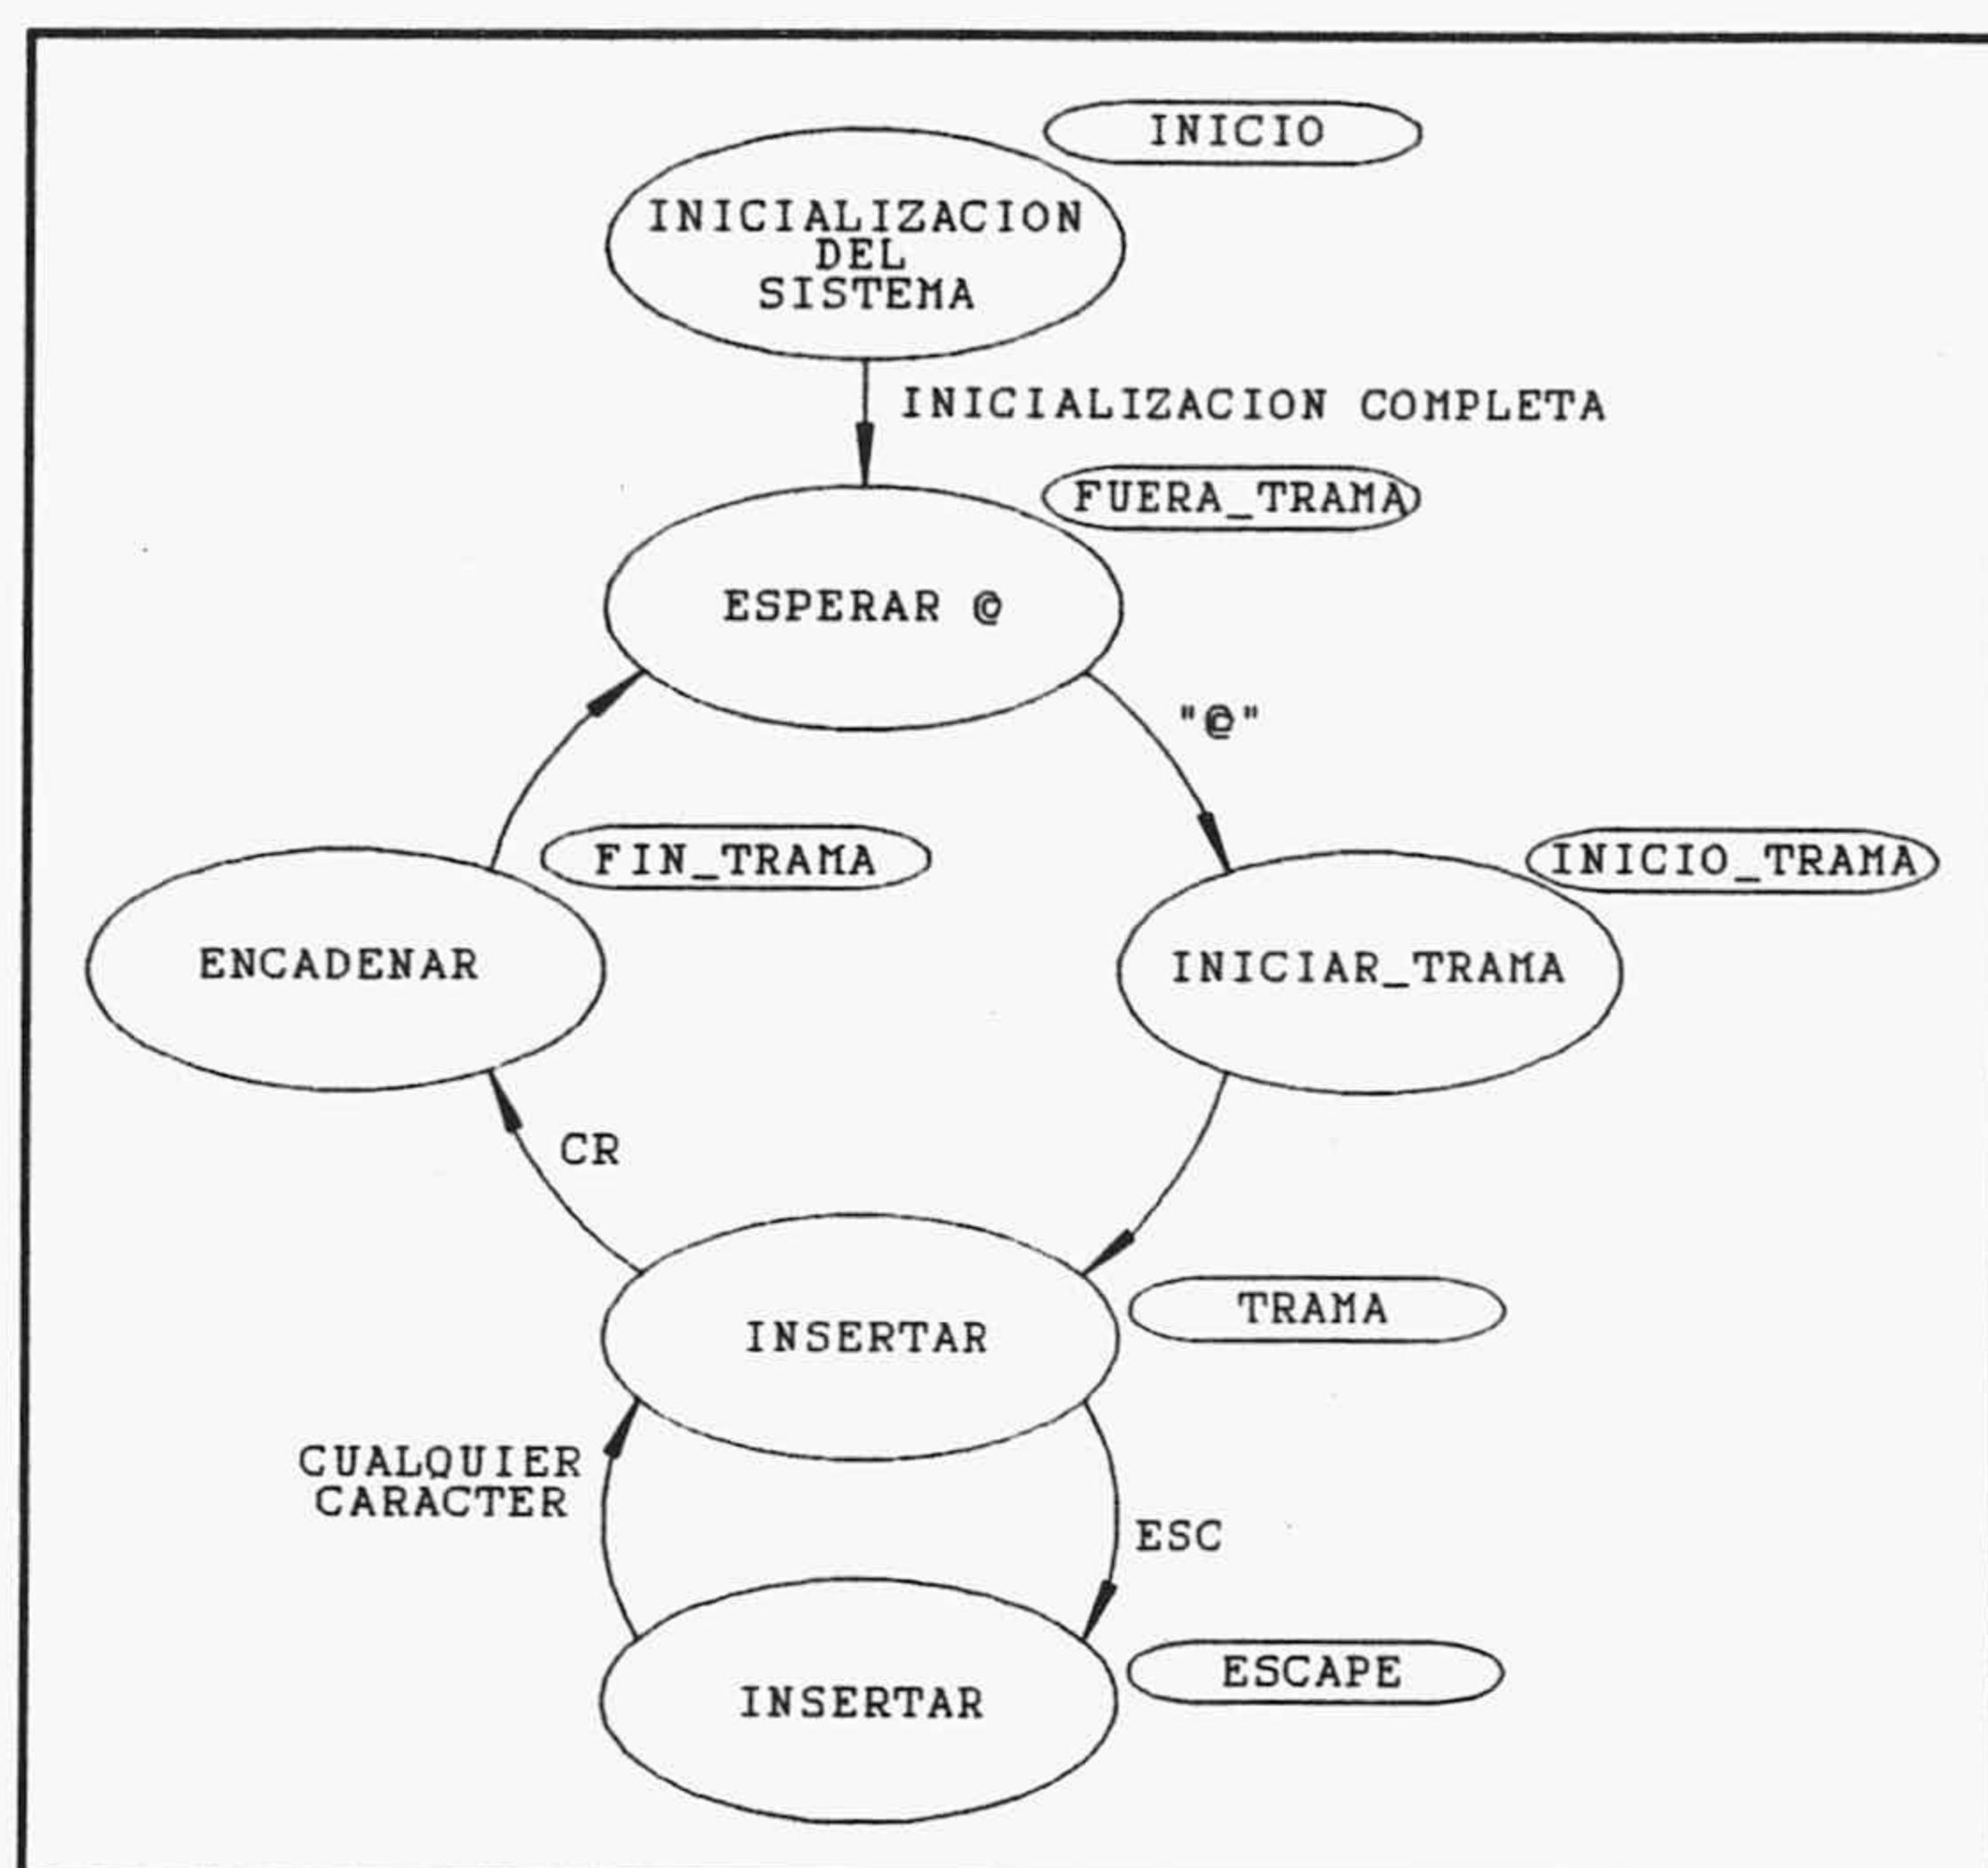 INICIO
INICIALIZACION
DEL
SISTEMA
INICIALIZACION COMPLETA
FUERA_TRAMA
ESPERAR @
"@"
FIN_TRAMA
INICIO_TRAMA
ENCADENAR
INICIAR_TRAMA
CR
TRAMA
INSERTAR
CUALQUIER
CARACTER
ESC
ESCAPE
INSERTAR